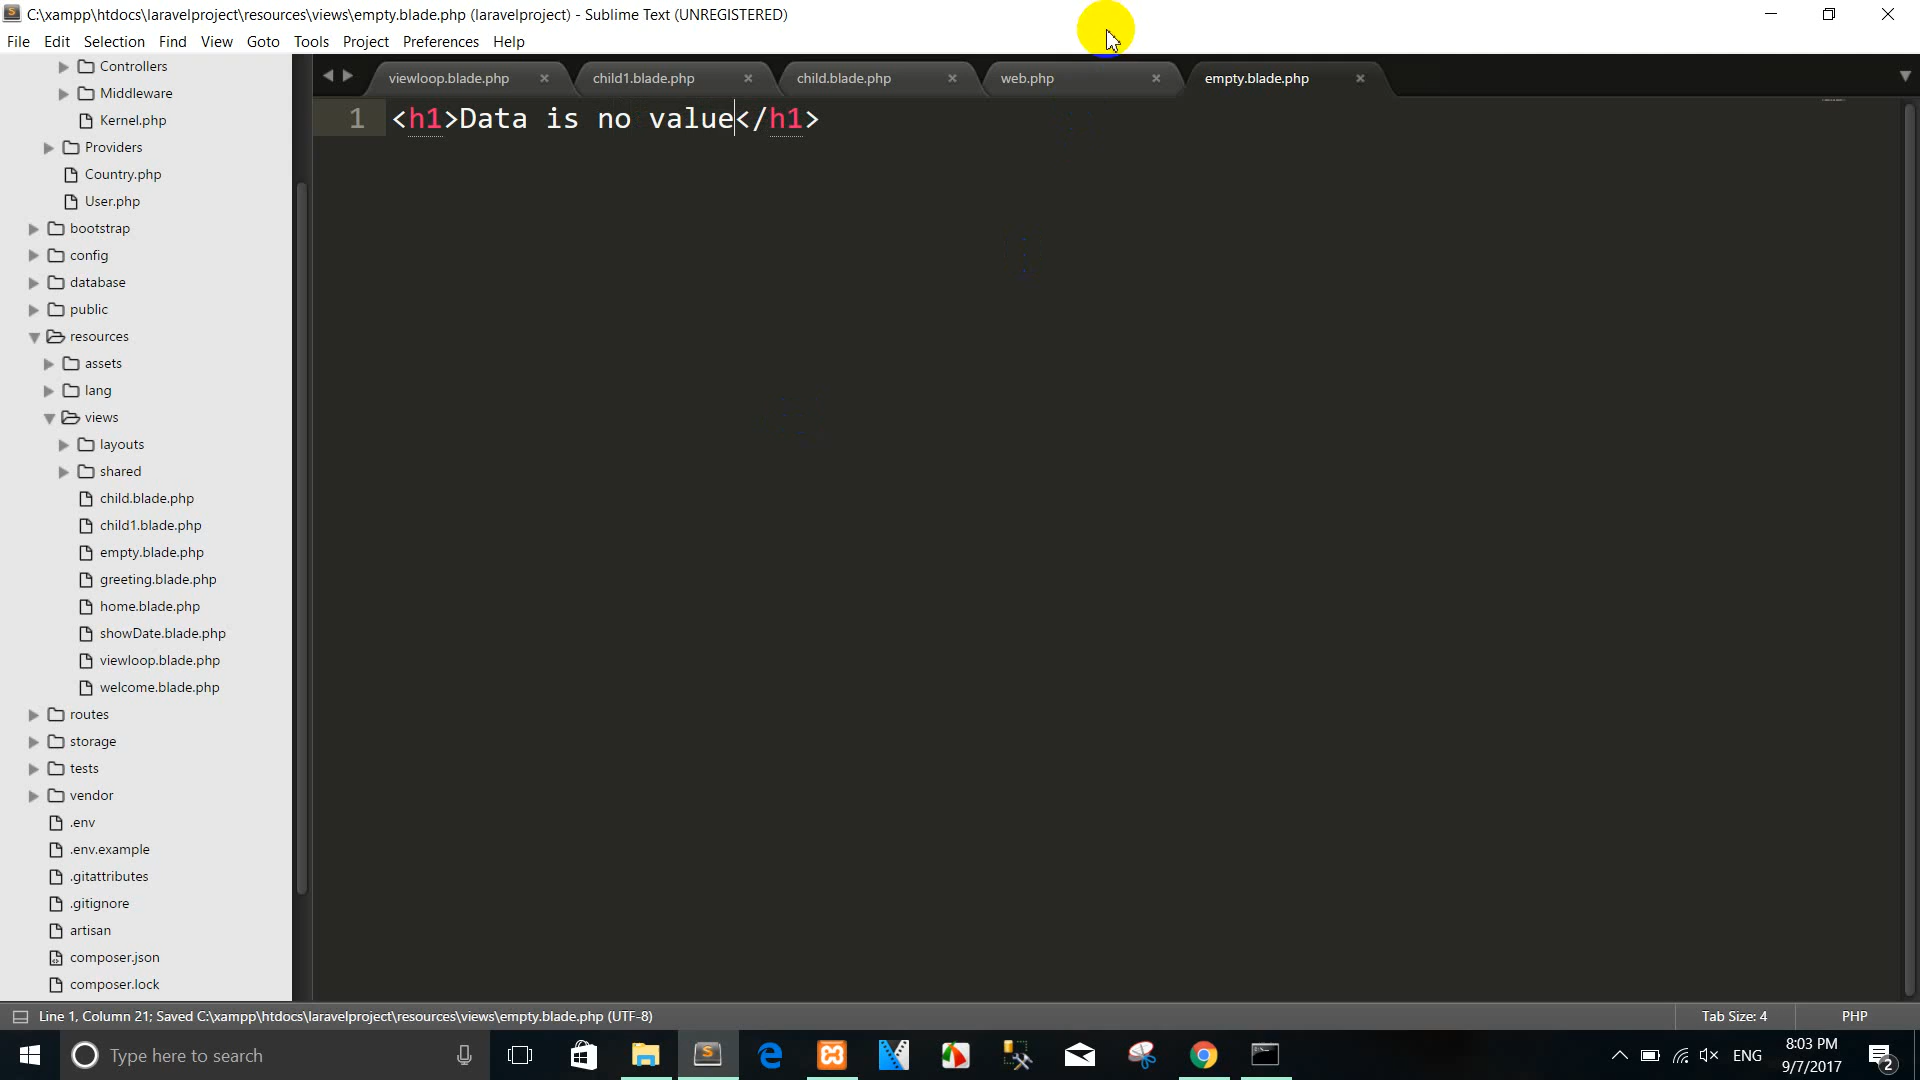 C:\xampp\htdocs\laravelproject\resources\views\empty.blade.php (laravelproject) - Sublime Text (UNREGISTERED)
File Edit Selection Find View Goto Tools Project Preferences Help
viewloop.blade.php child1.blade.php child.blade.php web.php empty.blade.php
1 <h1>Data is no value</h1>
Controllers
Middleware
Kernel.php
Providers
Country.php
User.php
bootstrap
config
database
public
resources
assets
lang
views
layouts
shared
child.blade.php
child1.blade.php
empty.blade.php
greeting.blade.php
home.blade.php
showDate.blade.php
viewloop.blade.php
welcome.blade.php
routes
storage
tests
vendor
.env
.env.example
.gitattributes
.gitignore
artisan
composer.json
composer.lock
Line 1, Column 21; Saved C:\xampp\htdocs\laravelproject\resources\views\empty.blade.php (UTF-8) Tab Size: 4 PHP
Type here to search
ENG
8:03 PM
9/7/2017
2